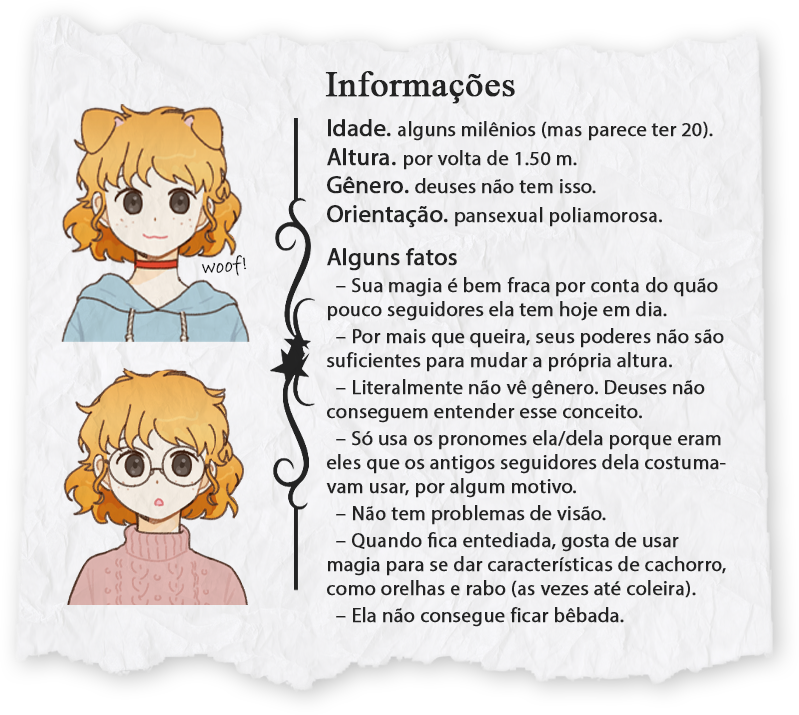 Informações
Idade. alguns milênios (mas parece ter 20).
Altura. por volta de 1.50 m.
Gênero. deuses não tem isso.
Orientação. pansexual poliamorosa.
woof!
Alguns fatos
– Sua magia é bem fraca por conta do quão
pouco seguidores ela tem hoje em dia.
– Por mais que queira, seus poderes não são
suficientes para mudar a própria altura.
– Literalmente não vê gênero. Deuses não
conseguem entender esse conceito.
– Só usa os pronomes ela/dela porque eram
eles que os antigos seguidores dela costuma-
vam usar, por algum motivo.
– Não tem problemas de visão.
– Quando fica entediada, gosta de usar
magia para se dar características de cachorro,
como orelhas e rabo (as vezes até coleira).
– Ela não consegue ficar bêbada.